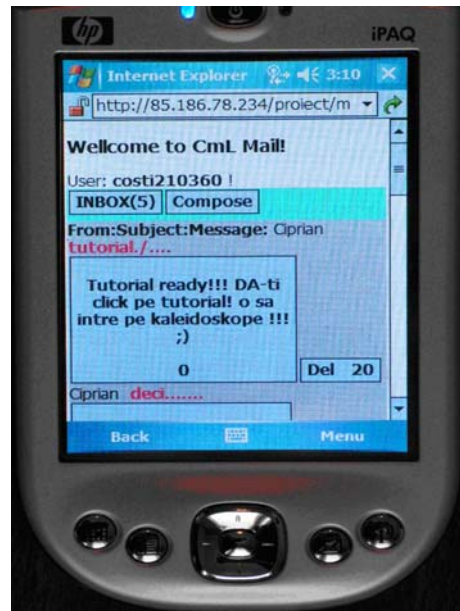 hp
iPAQ
Internet Explorer 3:10
http://85.186.78.234/proiect/m
Wellcome to CmL Mail!
User: costi210360 !
INBOX(5) Compose
From:Subject:Message: Ciprian
tutorial./....
Tutorial ready!!! DA-ti
click pe tutorial! o sa
intre pe kaleidoskope !!!
;)
0
Del 20
Ciprian deci.......
Back Menu